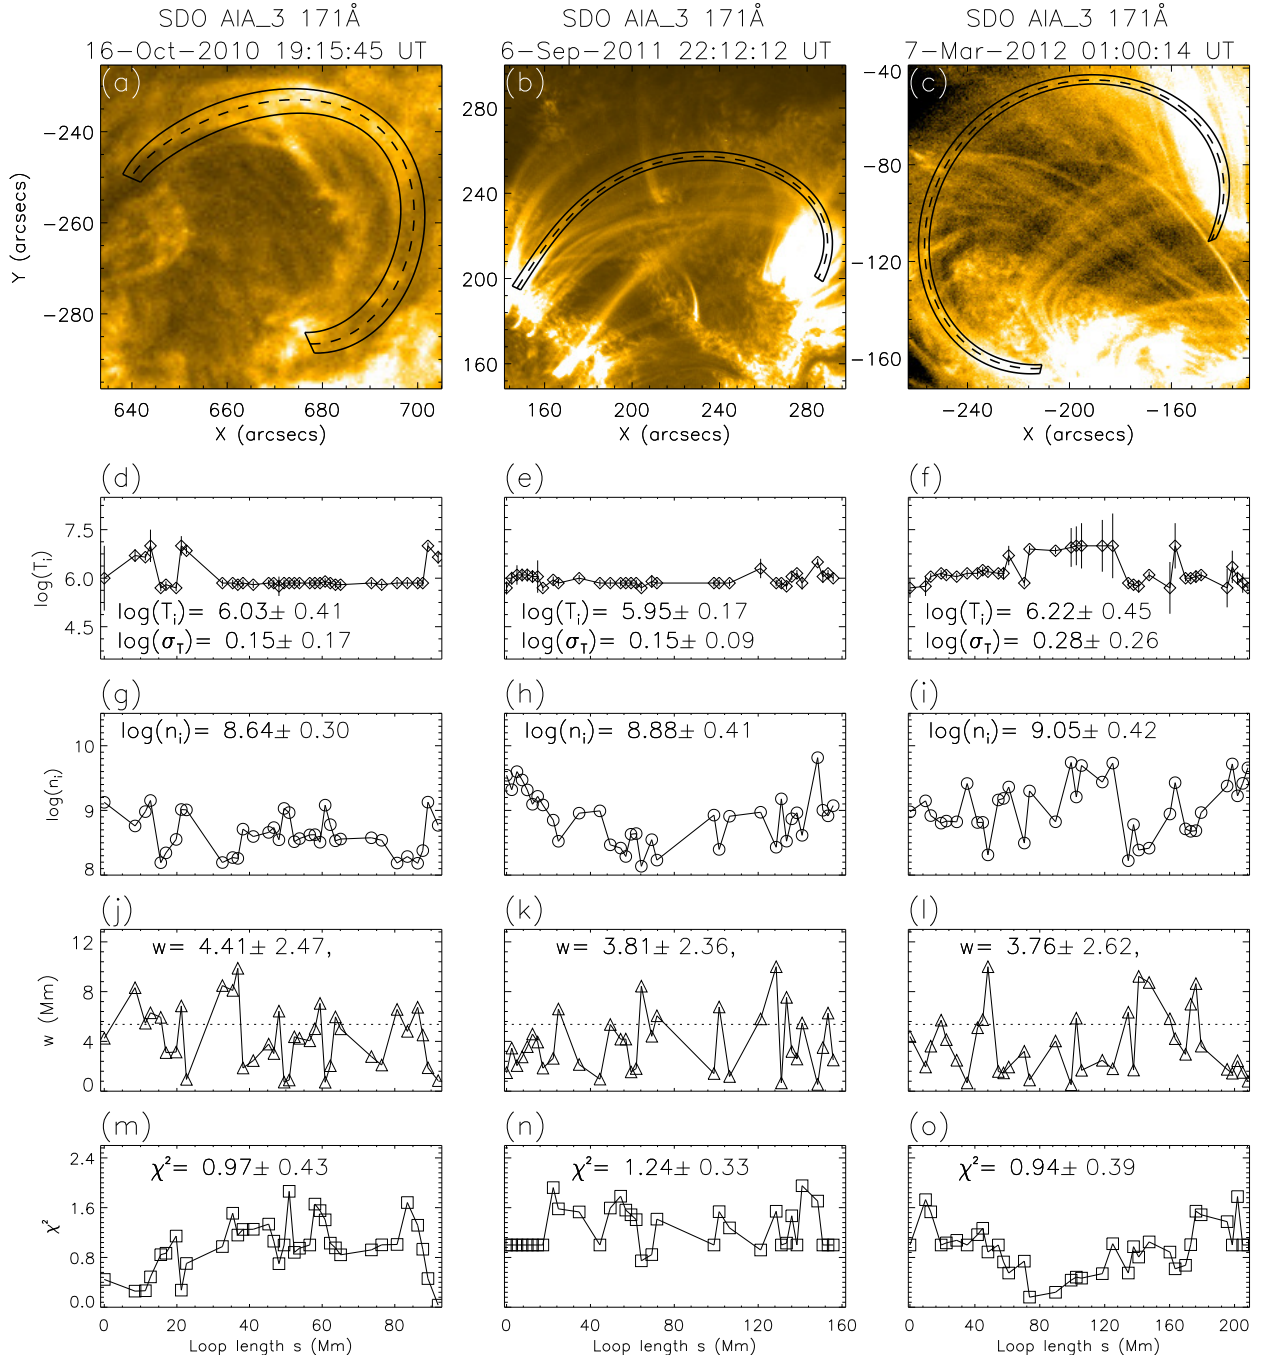 SDO AIA_3 171Å
16-Oct-2010 19:15:45 UT
SDO AIA_3 171Å
6-Sep-2011 22:12:12 UT
SDO AIA_3 171Å
7-Mar-2012 01:00:14 UT
(a)
(b)
(c)
Y (arcsecs)
-240
-260
-280
280
240
200
160
-40
-80
-120
-160
640 660 680 700
160 200 240 280
-240 -200 -160
X (arcsecs)
X (arcsecs)
X (arcsecs)
(d)
(e)
(f)
log(Tᵢ)
7.5
6.0
4.5
log(Tᵢ)= 6.03± 0.41
log(σ_T)= 0.15± 0.17
log(Tᵢ)= 5.95± 0.17
log(σ_T)= 0.15± 0.09
log(Tᵢ)= 6.22± 0.45
log(σ_T)= 0.28± 0.26
(g)
(h)
(i)
log(nᵢ)
10
9
8
log(nᵢ)= 8.64± 0.30
log(nᵢ)= 8.88± 0.41
log(nᵢ)= 9.05± 0.42
(j)
(k)
(l)
w (Mm)
12
8
4
0
w= 4.41± 2.47,
w= 3.81± 2.36,
w= 3.76± 2.62,
(m)
(n)
(o)
χ²
2.4
1.6
0.8
0.0
χ²= 0.97± 0.43
χ²= 1.24± 0.33
χ²= 0.94± 0.39
0 20 40 60 80
0 20 40 60 80 100 120 140 160
0 40 80 120 160 200
Loop length s (Mm)
Loop length s (Mm)
Loop length s (Mm)